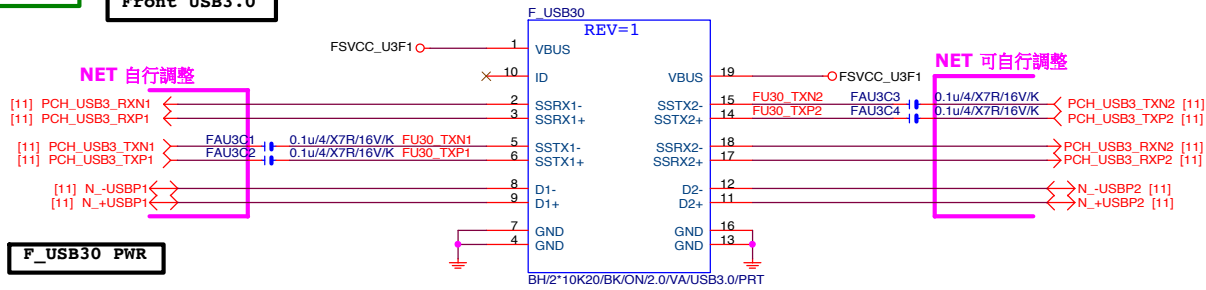 Front USB3.0
F_USB30
REV=1
FSVCC_U3F1
1
VBUS
NET 自行調整
10
ID
VBUS
19
FSVCC_U3F1
NET 可自行調整
[11] PCH_USB3_RXN1
2
SSRX1-
SSTX2-
15
FU30_TXN2
FAU3C3
0.1u/4/X7R/16V/K
PCH_USB3_TXN2 [11]
[11] PCH_USB3_RXP1
3
SSRX1+
SSTX2+
14
FU30_TXP2
FAU3C4
0.1u/4/X7R/16V/K
PCH_USB3_TXP2 [11]
[11] PCH_USB3_TXN1
FAU3C1
0.1u/4/X7R/16V/K
FU30_TXN1
5
SSTX1-
SSRX2-
18
PCH_USB3_RXN2 [11]
[11] PCH_USB3_TXP1
FAU3C2
0.1u/4/X7R/16V/K
FU30_TXP1
6
SSTX1+
SSRX2+
17
PCH_USB3_RXP2 [11]
[11] N_-USBP1
8
D1-
D2-
12
N_-USBP2 [11]
[11] N_+USBP1
9
D1+
D2+
11
N_+USBP2 [11]
7
GND
GND
16
4
GND
GND
13
F_USB30 PWR
BH/2*10K20/BK/ON/2.0/VA/USB3.0/PRT